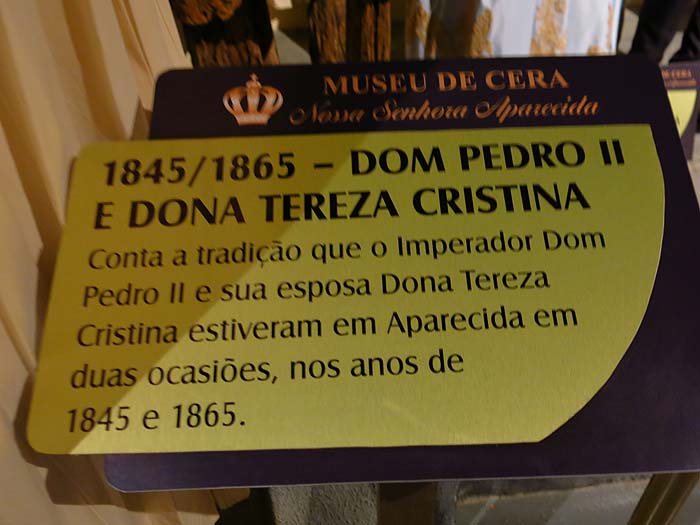 MUSEU DE CERA
Nossa Senhora Aparecida
1845/1865 – DOM PEDRO II
E DONA TEREZA CRISTINA
Conta a tradição que o Imperador Dom
Pedro II e sua esposa Dona Tereza
Cristina estiveram em Aparecida em
duas ocasiões, nos anos de
1845 e 1865.